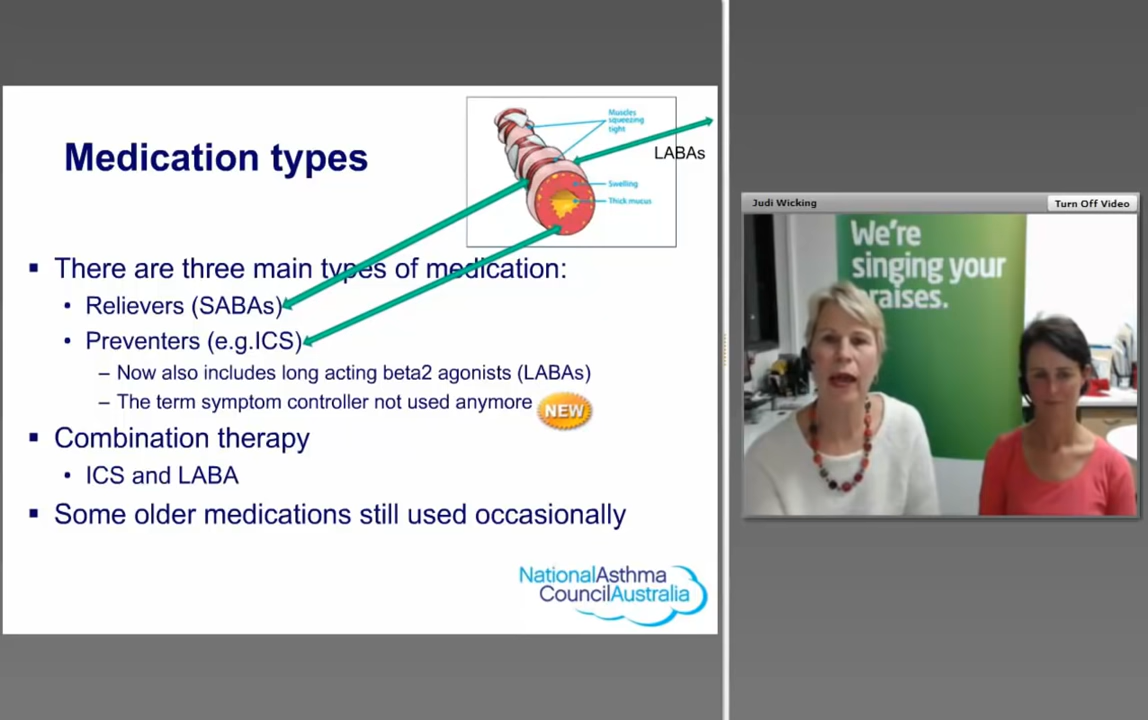 Medication types
Muscles
squeezing
tight
LABAs
Swelling
Thick mucus
▪ There are three main types of medication:
• Relievers (SABAs)
• Preventers (e.g.ICS)
– Now also includes long acting beta2 agonists (LABAs)
– The term symptom controller not used anymore
NEW
▪ Combination therapy
• ICS and LABA
▪ Some older medications still used occasionally
NationalAsthma
CouncilAustralia
Judi Wicking
Turn Off Video
We're
singing your
praises.